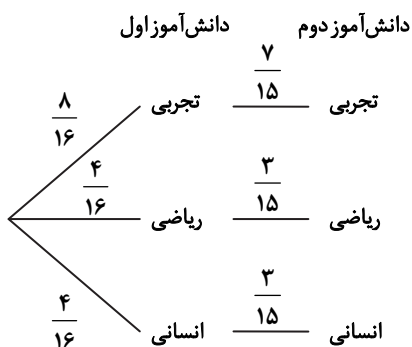 دانش‌آموز اول دانش‌آموز دوم
۸/۱۶ تجربی ۷/۱۵ تجربی
۴/۱۶ ریاضی ۳/۱۵ ریاضی
۴/۱۶ انسانی ۳/۱۵ انسانی